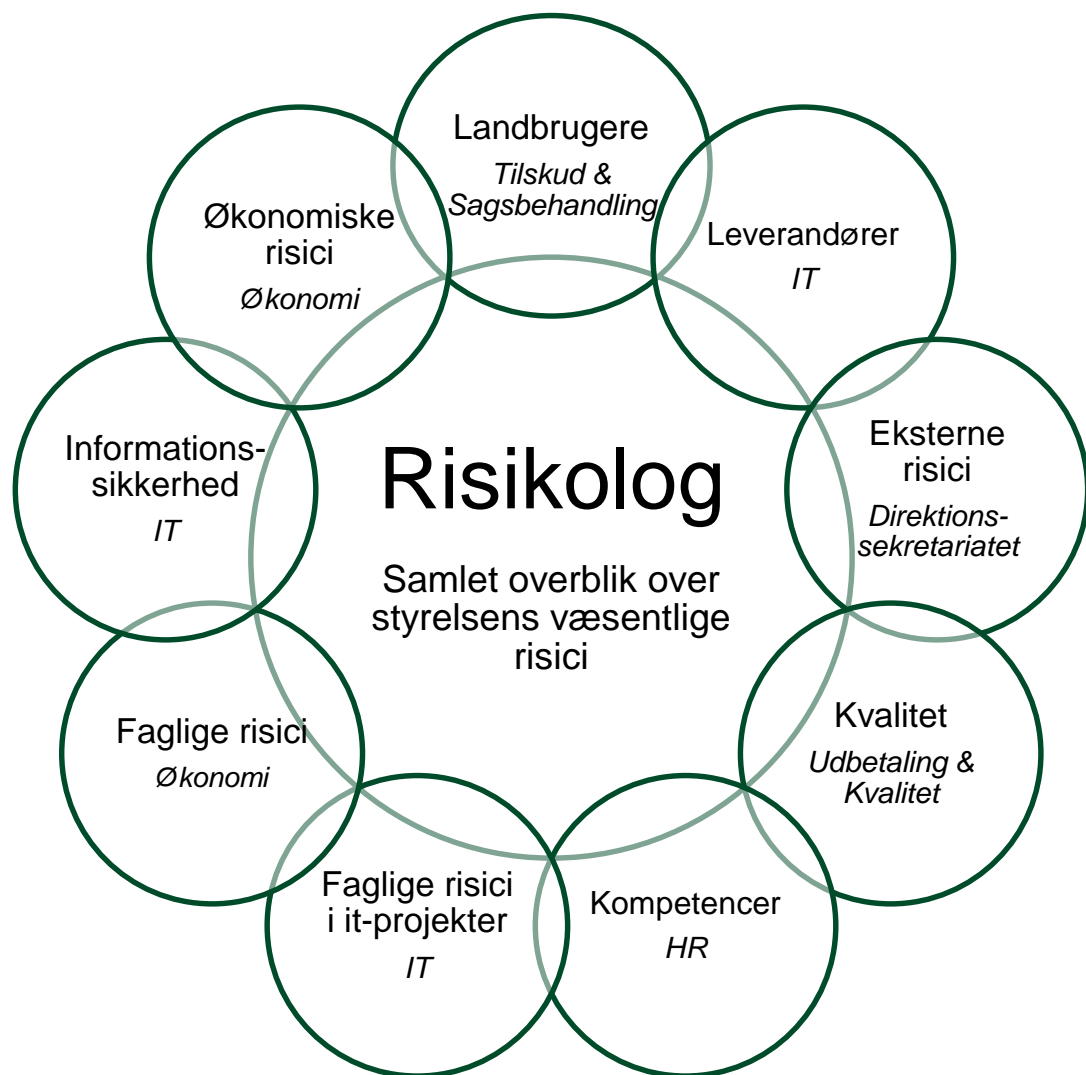 Landbrugere
Tilskud &
Sagsbehandling
Leverandører
IT
Eksterne
risici
Direktions-
sekretariatet
Kvalitet
Udbetaling &
Kvalitet
Kompetencer
HR
Faglige risici
i it-projekter
IT
Faglige risici
Økonomi
Informations-
sikkerhed
IT
Økonomiske
risici
Økonomi
Risikolog
Samlet overblik over
styrelsens væsentlige
risici